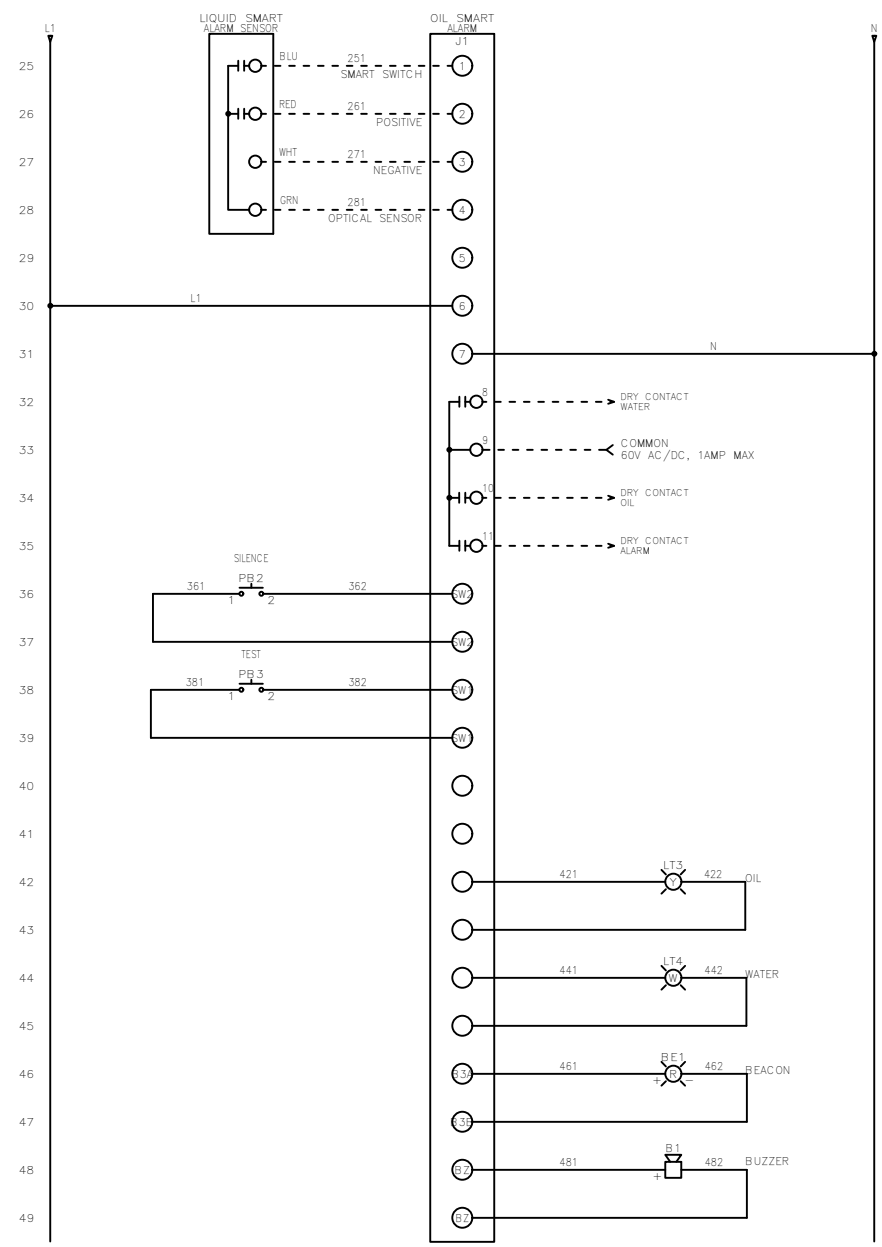 LIQUID SMART
ALARM SENSOR
OIL SMART
ALARM
J1
L1
N
25
BLU
251
SMART SWITCH
1
26
RED
261
POSITIVE
2
27
WHT
271
NEGATIVE
3
28
GRN
281
OPTICAL SENSOR
4
29
5
30
L1
6
31
7
N
32
8
DRY CONTACT
WATER
33
9
COMMON
60V AC/DC, 1AMP MAX
34
10
DRY CONTACT
OIL
35
11
DRY CONTACT
ALARM
SILENCE
36
361
PB2
1
2
362
SW2
37
SW2
TEST
38
381
PB3
1
2
382
SW1
39
SW1
40
41
42
421
LT3
Y
422
OIL
43
44
441
LT4
W
442
WATER
45
46
B3A
461
BE1
+
R
-
462
BEACON
47
B3B
48
BZ
481
B1
+
482
BUZZER
49
BZ